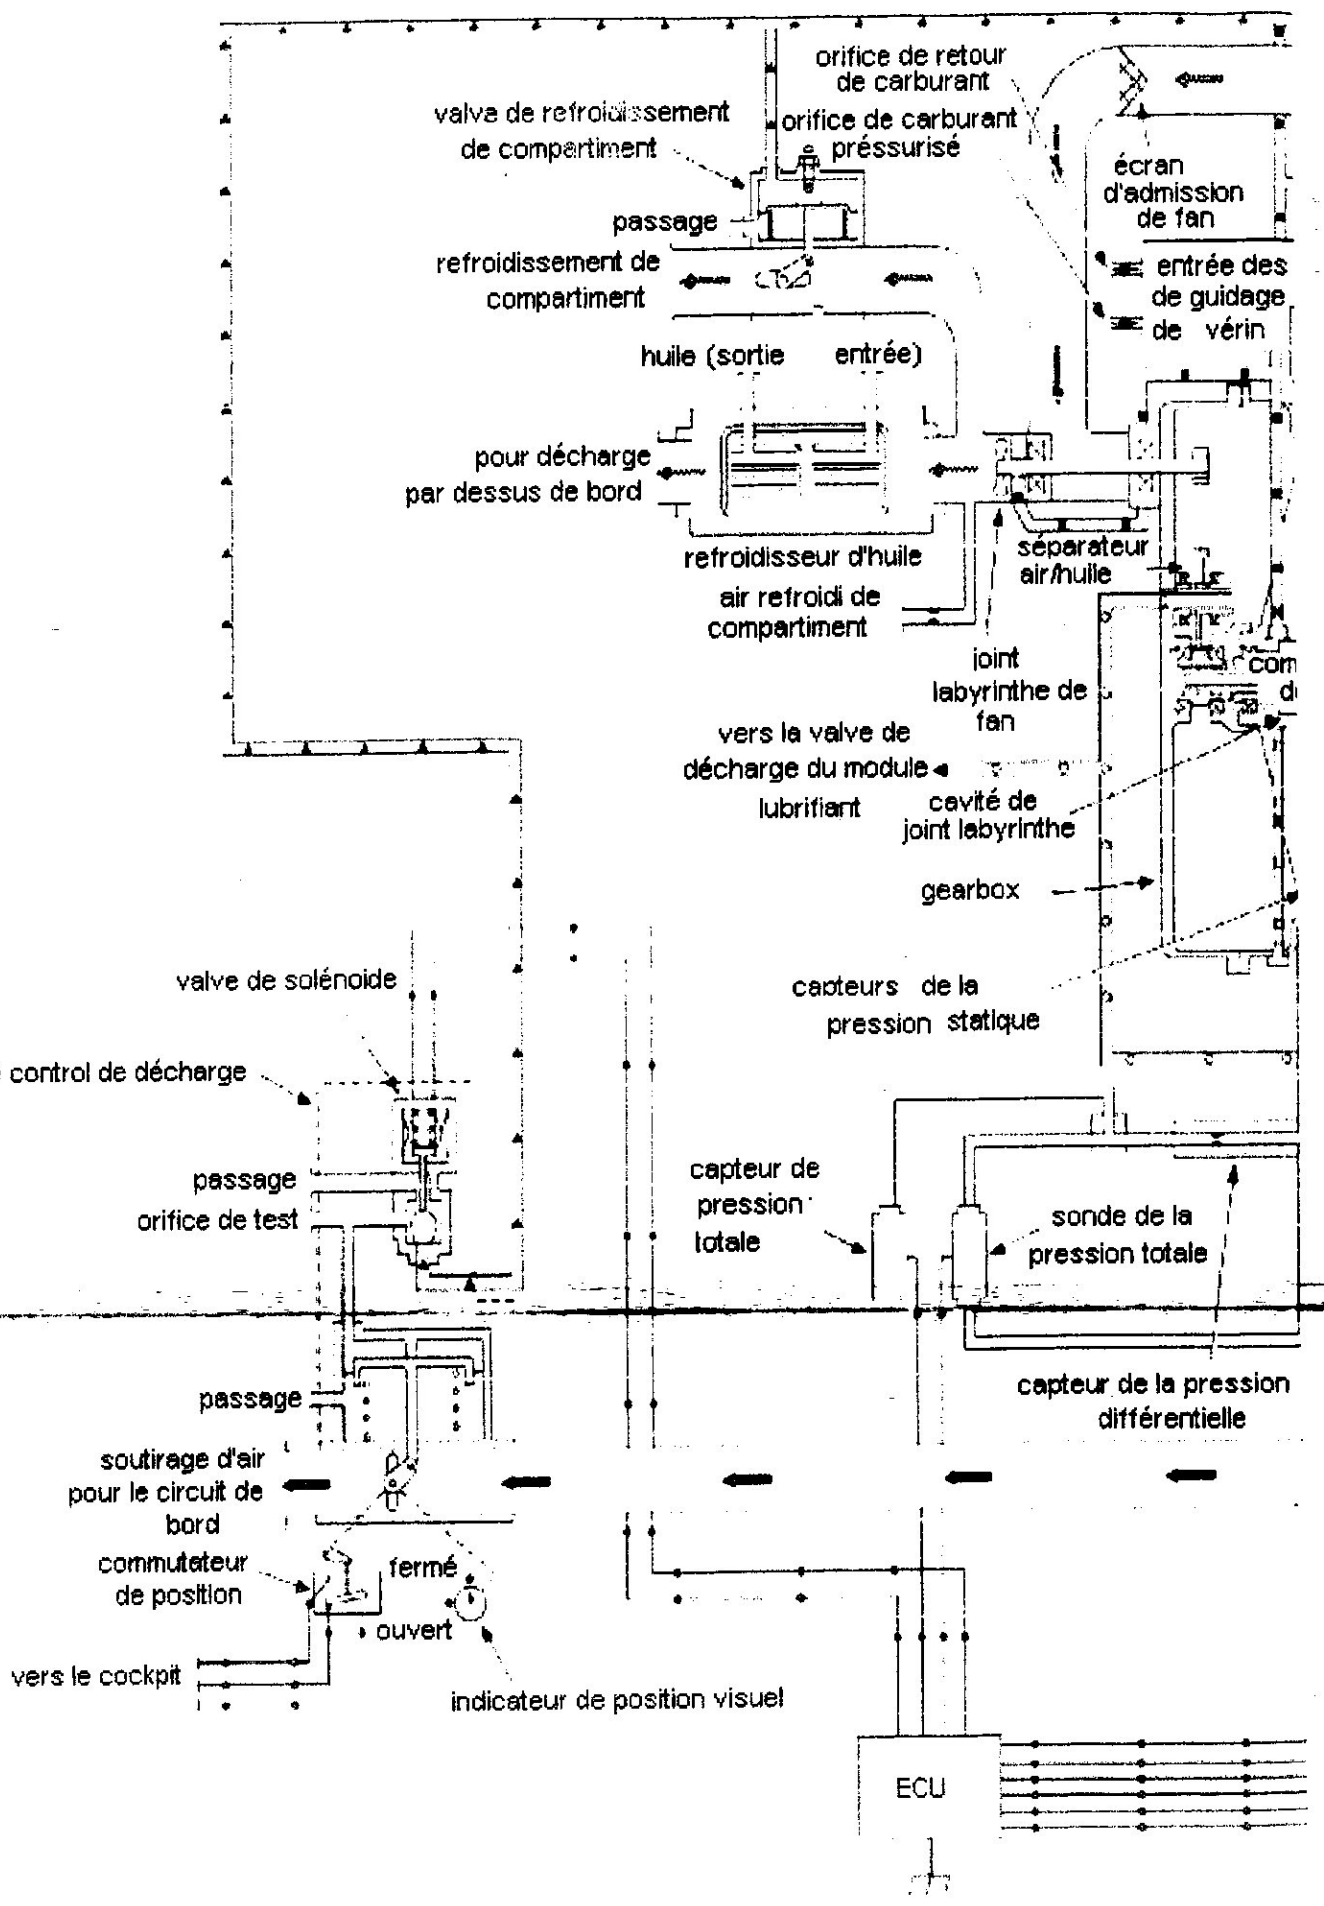 orifice de retour
de carburant
valva de refroidissement
de compartiment
orifice de carburant
préssurisé
écran
d'admission
de fan
passage
refroidissement de
compartiment
entrée des
de guidage
de vérin
huile (sortie entrée)
pour décharge
par dessus de bord
refroidisseur d'huile
séparateur
air/huile
air refroidi de
compartiment
joint
labyrinthe de
fan
com
d
vers la valve de
décharge du module
lubrifiant
cavité de
joint labyrinthe
gearbox
valve de solénoide
capteurs de la
pression statique
control de décharge
passage
orifice de test
capteur de
pression
totale
sonde de la
pression totale
capteur de la pression
différentielle
passage
soutirage d'air
pour le circuit de
bord
commutateur
de position
fermé
ouvert
vers le cockpit
indicateur de position visuel
ECU